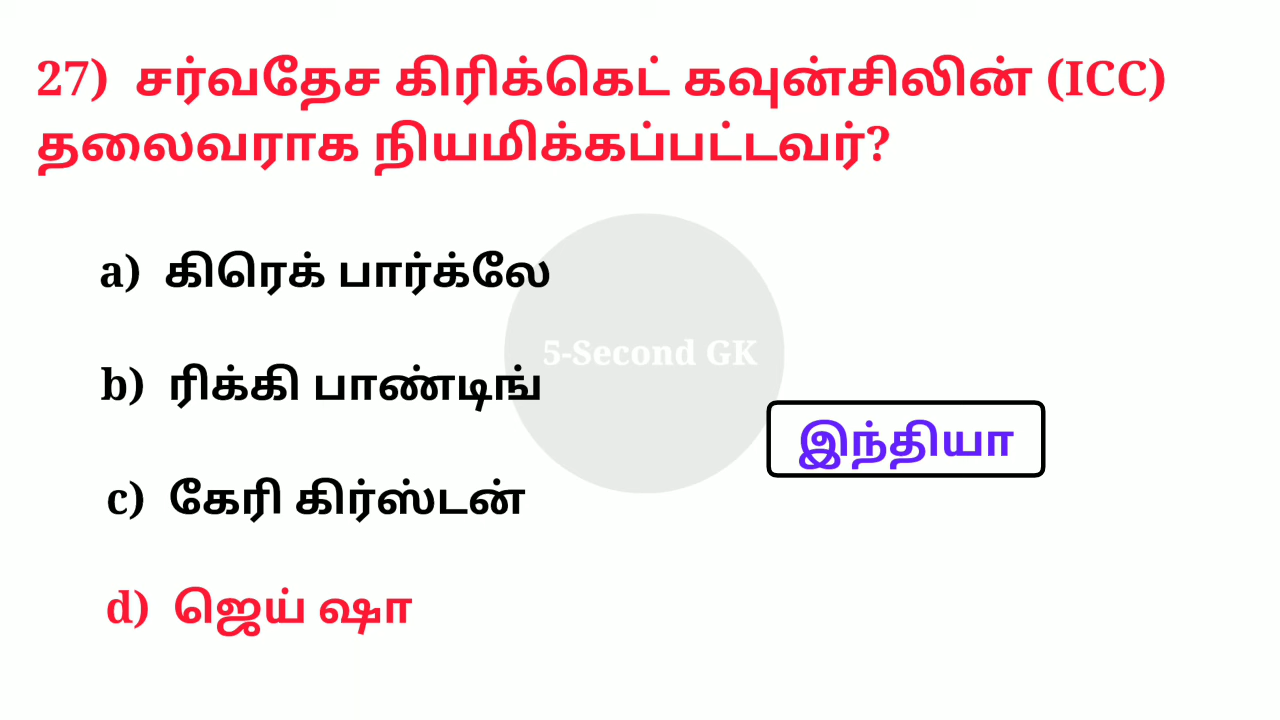 27) சர்வதேச கிரிக்கெட் கவுன்சிலின் (ICC)
தலைவராக நியமிக்கப்பட்டவர்?
a) கிரெக் பார்க்லே
5-Second GK
b) ரிக்கி பாண்டிங்
இந்தியா
c) கேரி கிர்ஸ்டன்
d) ஜெய் ஷா